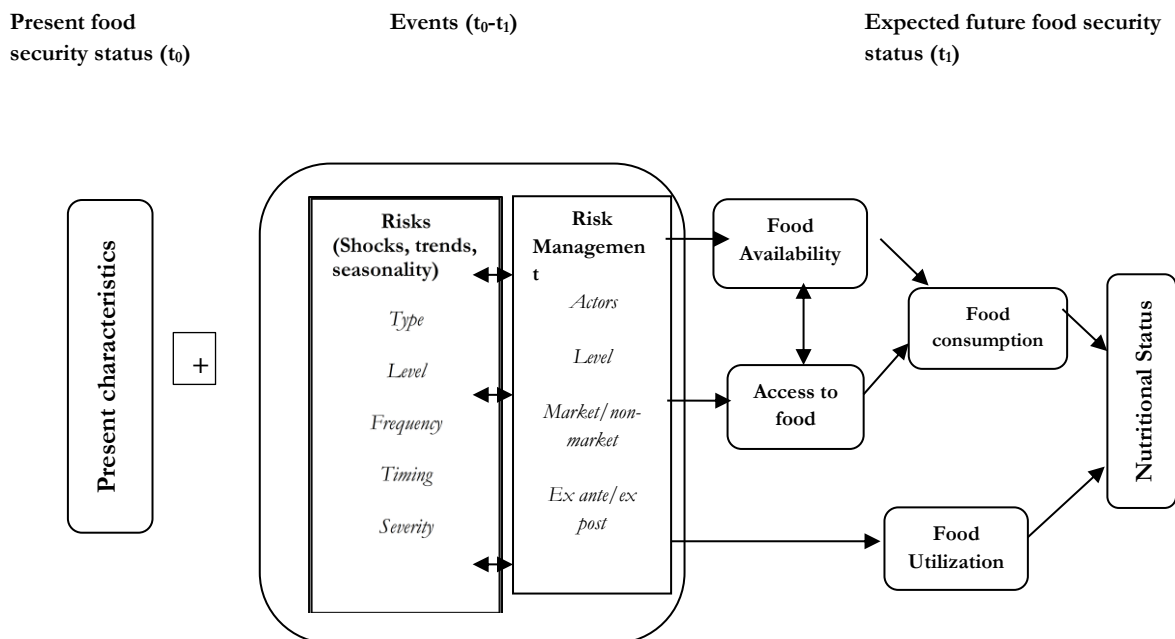 Present food
security status (t₀)
Events (t₀-t₁)
Expected future food security
status (t₁)
Present characteristics
+
Risks
(Shocks, trends,
seasonality)
Type
Level
Frequency
Timing
Severity
Risk
Managemen
t
Actors
Level
Market/non-
market
Ex ante/ex
post
Food
Availability
Access to
food
Food
consumption
Food
Utilization
Nutritional Status